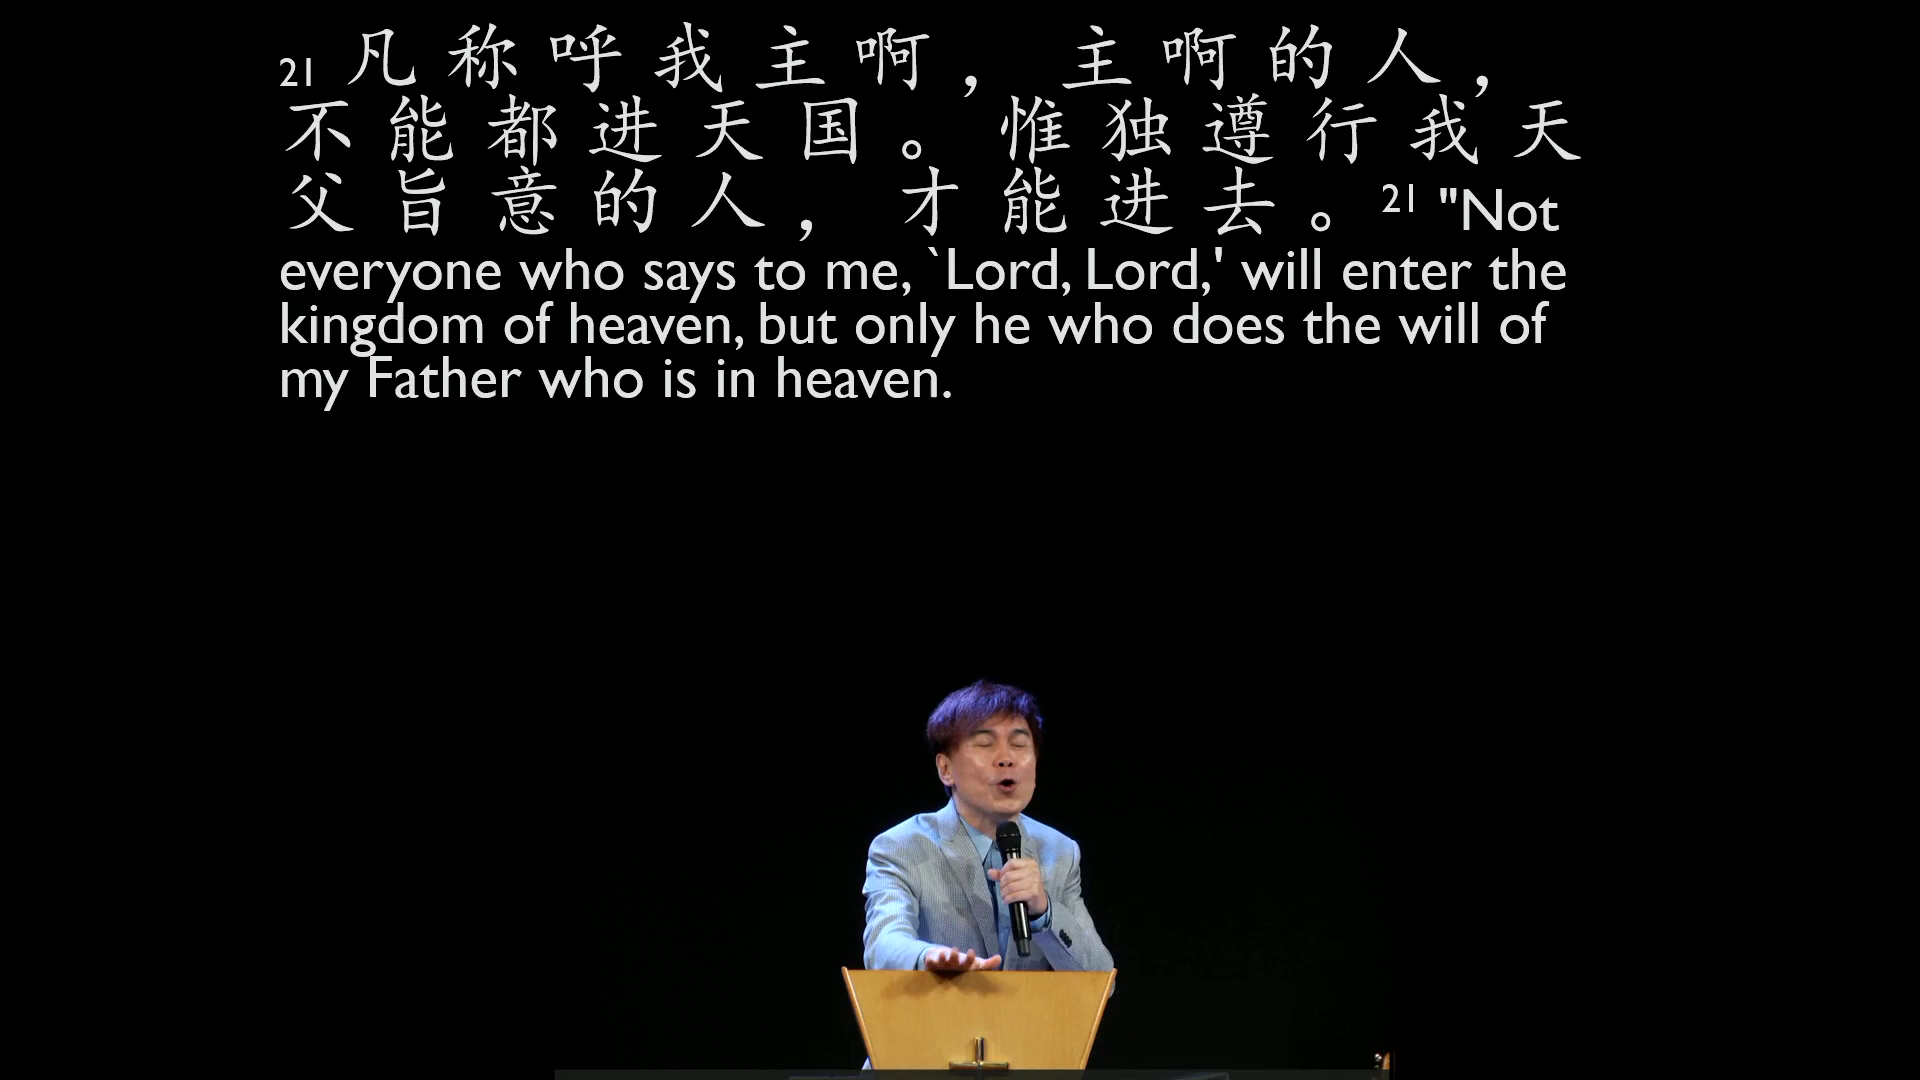 21 凡称呼我主啊，主啊的人，
不能都进天国。惟独遵行我天
父旨意的人，才能进去。21 "Not
everyone who says to me, `Lord, Lord,' will enter the
kingdom of heaven, but only he who does the will of
my Father who is in heaven.